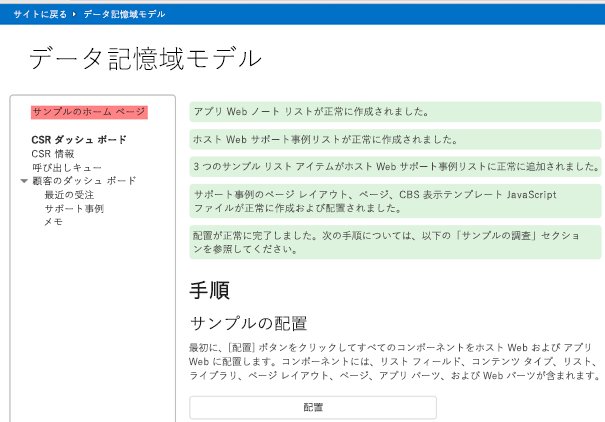 サイトに戻る データ記憶域モデル
データ記憶域モデル
サンプルのホーム ページ
CSR ダッシュ ボード
CSR 情報
呼び出しキュー
顧客のダッシュ ボード
最近の受注
サポート事例
メモ
アプリ Web ノート リストが正常に作成されました。
ホスト Web サポート事例リストが正常に作成されました。
3 つのサンプル リスト アイテムがホスト Web サポート事例リストに正常に追加されました。
サポート事例のページ レイアウト、ページ、CBS 表示テンプレート JavaScript
ファイルが正常に作成および配置されました。
配置が正常に完了しました。次の手順については、以下の「サンプルの調査」セクショ
ンを参照してください。
手順
サンプルの配置
最初に、[配置] ボタンをクリックしてすべてのコンポーネントをホスト Web および アプリ
Web に配置します。コンポーネントには、リスト フィールド、コンテンツ タイプ、リスト、
ライブラリ、ページ レイアウト、ページ、アプリ パーツ、および Web パーツが含まれます。
配置